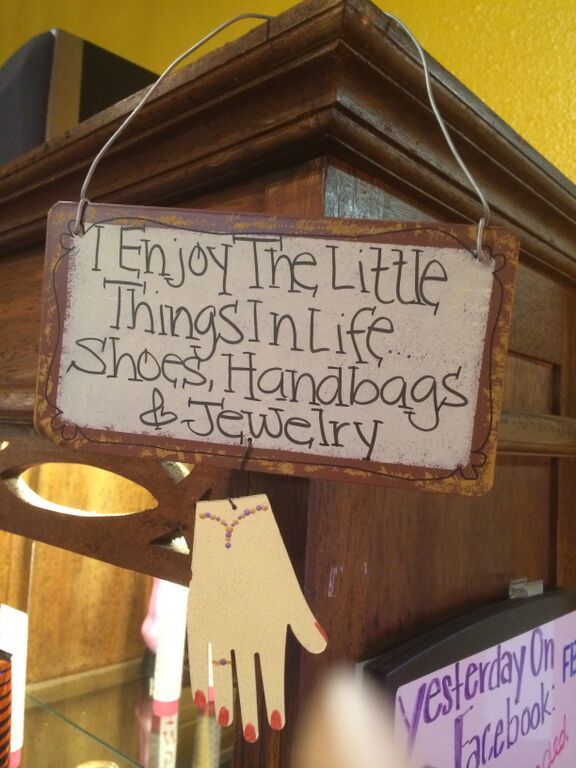 I Enjoy The Little
Things In Life....
Shoes, Handbags
& Jewelry
Yesterday On
Facebook: